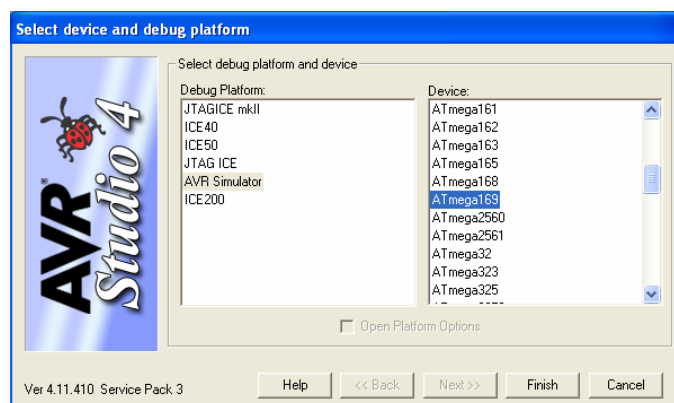 Select device and debug platform
Select debug platform and device
Debug Platform:
JTAGICE mkII
ICE40
ICE50
JTAG ICE
AVR Simulator
ICE200
Device:
ATmega161
ATmega162
ATmega163
ATmega165
ATmega168
ATmega169
ATmega2560
ATmega2561
ATmega32
ATmega323
ATmega325
Open Platform Options
AVR
Studio 4
Ver 4.11.410 Service Pack 3
Help
<< Back
Next >>
Finish
Cancel